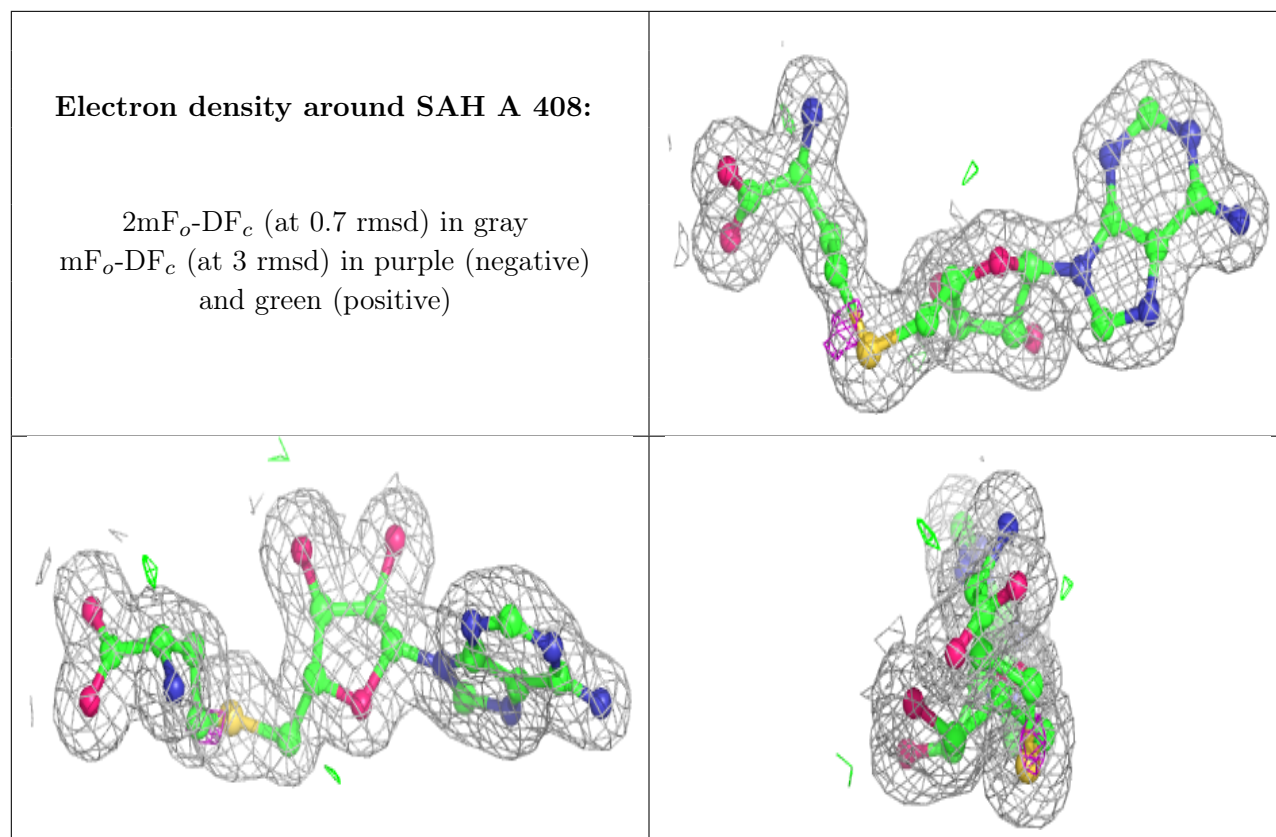 Electron density around SAH A 408:
2mFo-DFc (at 0.7 rmsd) in gray
mFo-DFc (at 3 rmsd) in purple (negative)
and green (positive)